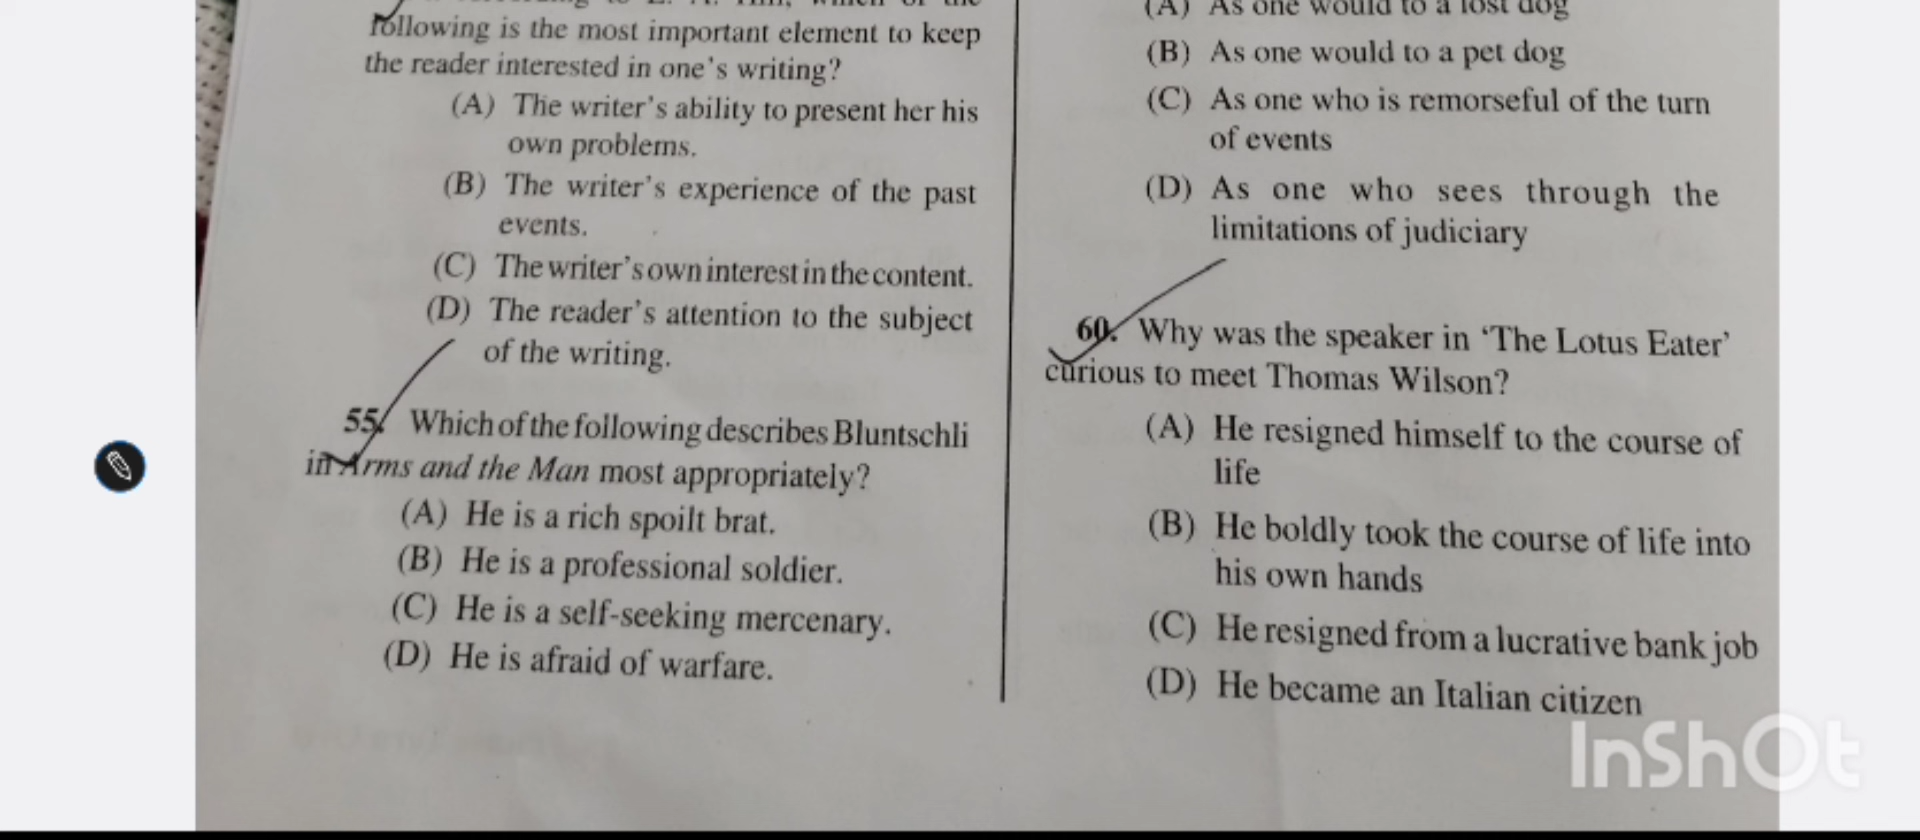 following is the most important element to keep
the reader interested in one's writing?
(A) The writer's ability to present her his
own problems.
(B) The writer's experience of the past
events.
(C) The writer's own interest in the content.
(D) The reader's attention to the subject
of the writing.
55. Which of the following describes Bluntschli
in Arms and the Man most appropriately?
(A) He is a rich spoilt brat.
(B) He is a professional soldier.
(C) He is a self-seeking mercenary.
(D) He is afraid of warfare.
(A) As one would to a lost dog
(B) As one would to a pet dog
(C) As one who is remorseful of the turn
of events
(D) As one who sees through the
limitations of judiciary
60. Why was the speaker in 'The Lotus Eater'
curious to meet Thomas Wilson?
(A) He resigned himself to the course of
life
(B) He boldly took the course of life into
his own hands
(C) He resigned from a lucrative bank job
(D) He became an Italian citizen
InShOt